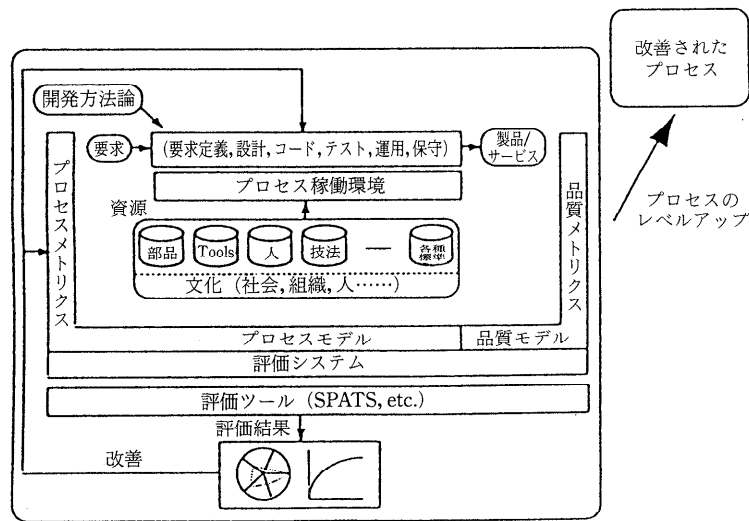 改善された
プロセス
開発方法論
要求
(要求定義,設計,コード,テスト,運用,保守)
製品/
サービス
プロセス稼働環境
資源
部品
Tools
人
技法
各種
標準
文化（社会,組織,人……）
プロセスメトリクス
品質メトリクス
プロセスの
レベルアップ
プロセスモデル
品質モデル
評価システム
評価ツール（SPATS, etc.）
評価結果
改善